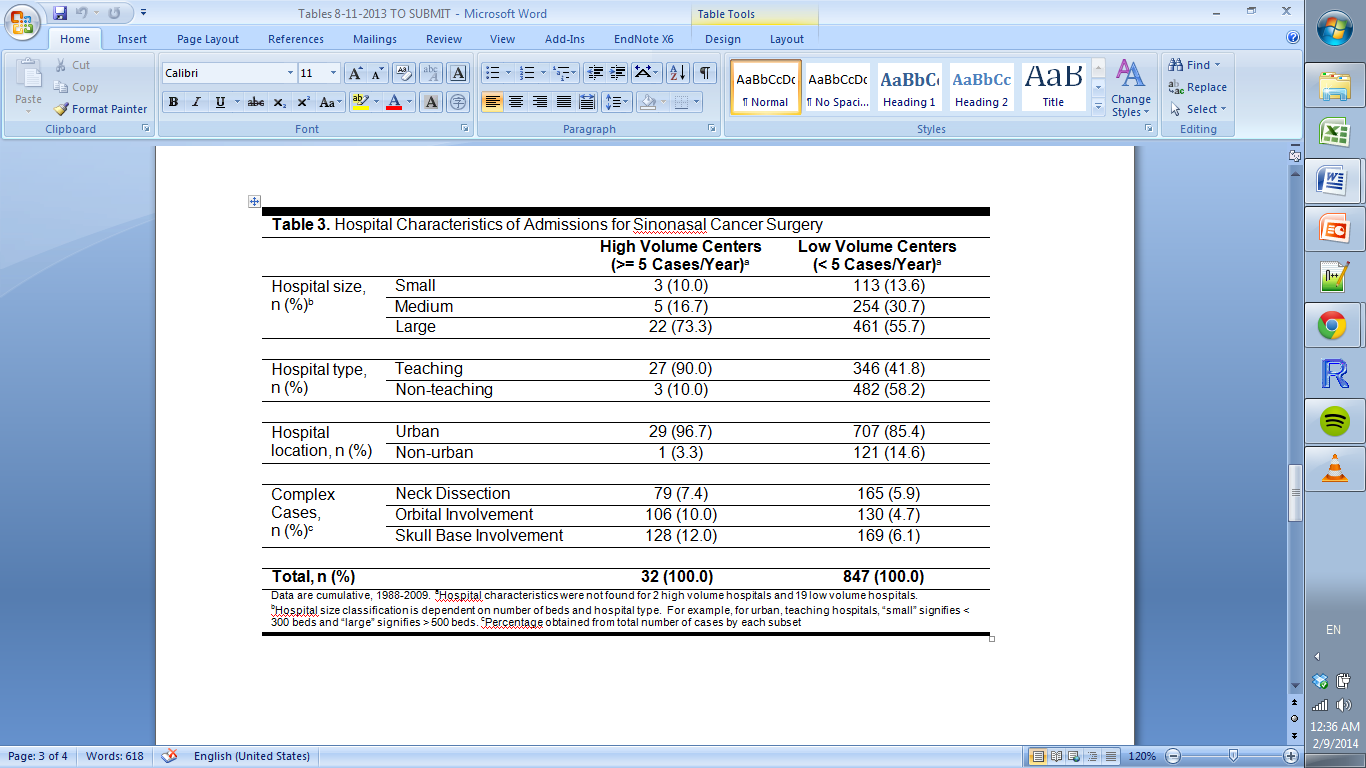 Tables 8-11-2013 TO SUBMIT - Microsoft Word
Table Tools
Home Insert Page Layout References Mailings Review View Add-Ins EndNote X6 Design Layout
Paste
Cut
Copy
Format Painter
Clipboard
Calibri 11
B I U abc X₂ X² Aa
Font
Paragraph
AaBbCcDc AaBbCcDc AaBbC AaBbCc AaB
¶ Normal ¶ No Spaci... Heading 1 Heading 2 Title
Change Styles
Styles
Find
Replace
Select
Editing
Table 3. Hospital Characteristics of Admissions for Sinonasal Cancer Surgery
High Volume Centers Low Volume Centers
(>= 5 Cases/Year)ᵃ (< 5 Cases/Year)ᵃ
Hospital size, n (%)ᵇ
Small 3 (10.0) 113 (13.6)
Medium 5 (16.7) 254 (30.7)
Large 22 (73.3) 461 (55.7)
Hospital type, n (%)
Teaching 27 (90.0) 346 (41.8)
Non-teaching 3 (10.0) 482 (58.2)
Hospital location, n (%)
Urban 29 (96.7) 707 (85.4)
Non-urban 1 (3.3) 121 (14.6)
Complex Cases, n (%)ᶜ
Neck Dissection 79 (7.4) 165 (5.9)
Orbital Involvement 106 (10.0) 130 (4.7)
Skull Base Involvement 128 (12.0) 169 (6.1)
Total, n (%) 32 (100.0) 847 (100.0)
Data are cumulative, 1988-2009. ᵃHospital characteristics were not found for 2 high volume hospitals and 19 low volume hospitals.
ᵇHospital size classification is dependent on number of beds and hospital type. For example, for urban, teaching hospitals, “small” signifies <
300 beds and “large” signifies > 500 beds. ᶜPercentage obtained from total number of cases by each subset
EN
12:36 AM
2/9/2014
Page: 3 of 4 Words: 618 English (United States) 120%